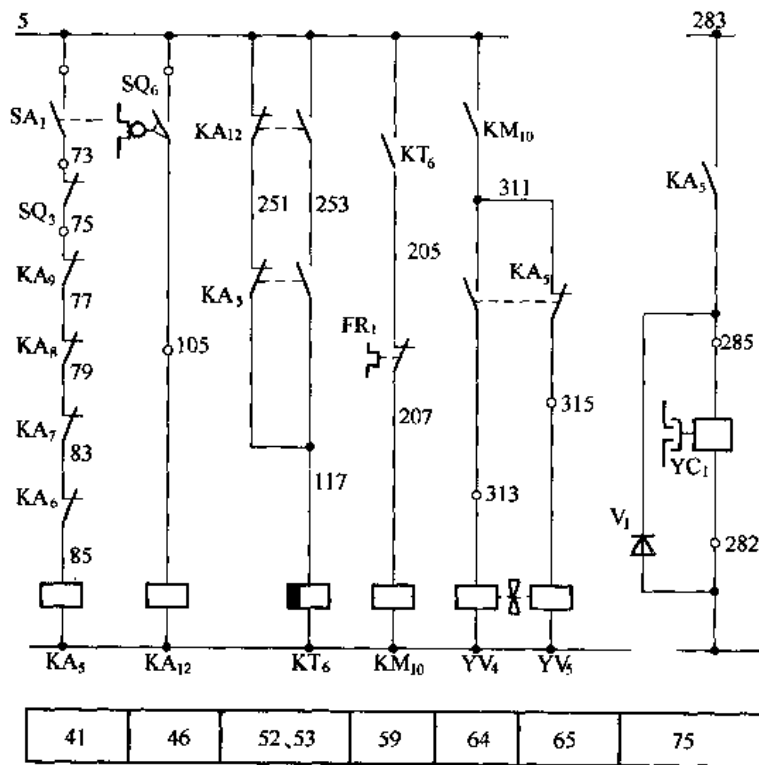 5
283
SQ₆
SA₁
KA₁₂
KM₁₀
KT₆
73
KA₅
311
SQ₃
75
251
253
KA₉
205
77
KA₅
KA₅
FR₁
285
KA₈
105
79
315
KA₇
207
YC₁
83
117
KA₆
313
V₁
282
85
KA₅
KA₁₂
KT₆
KM₁₀
YV₄
YV₅
41
46
52、53
59
64
65
75